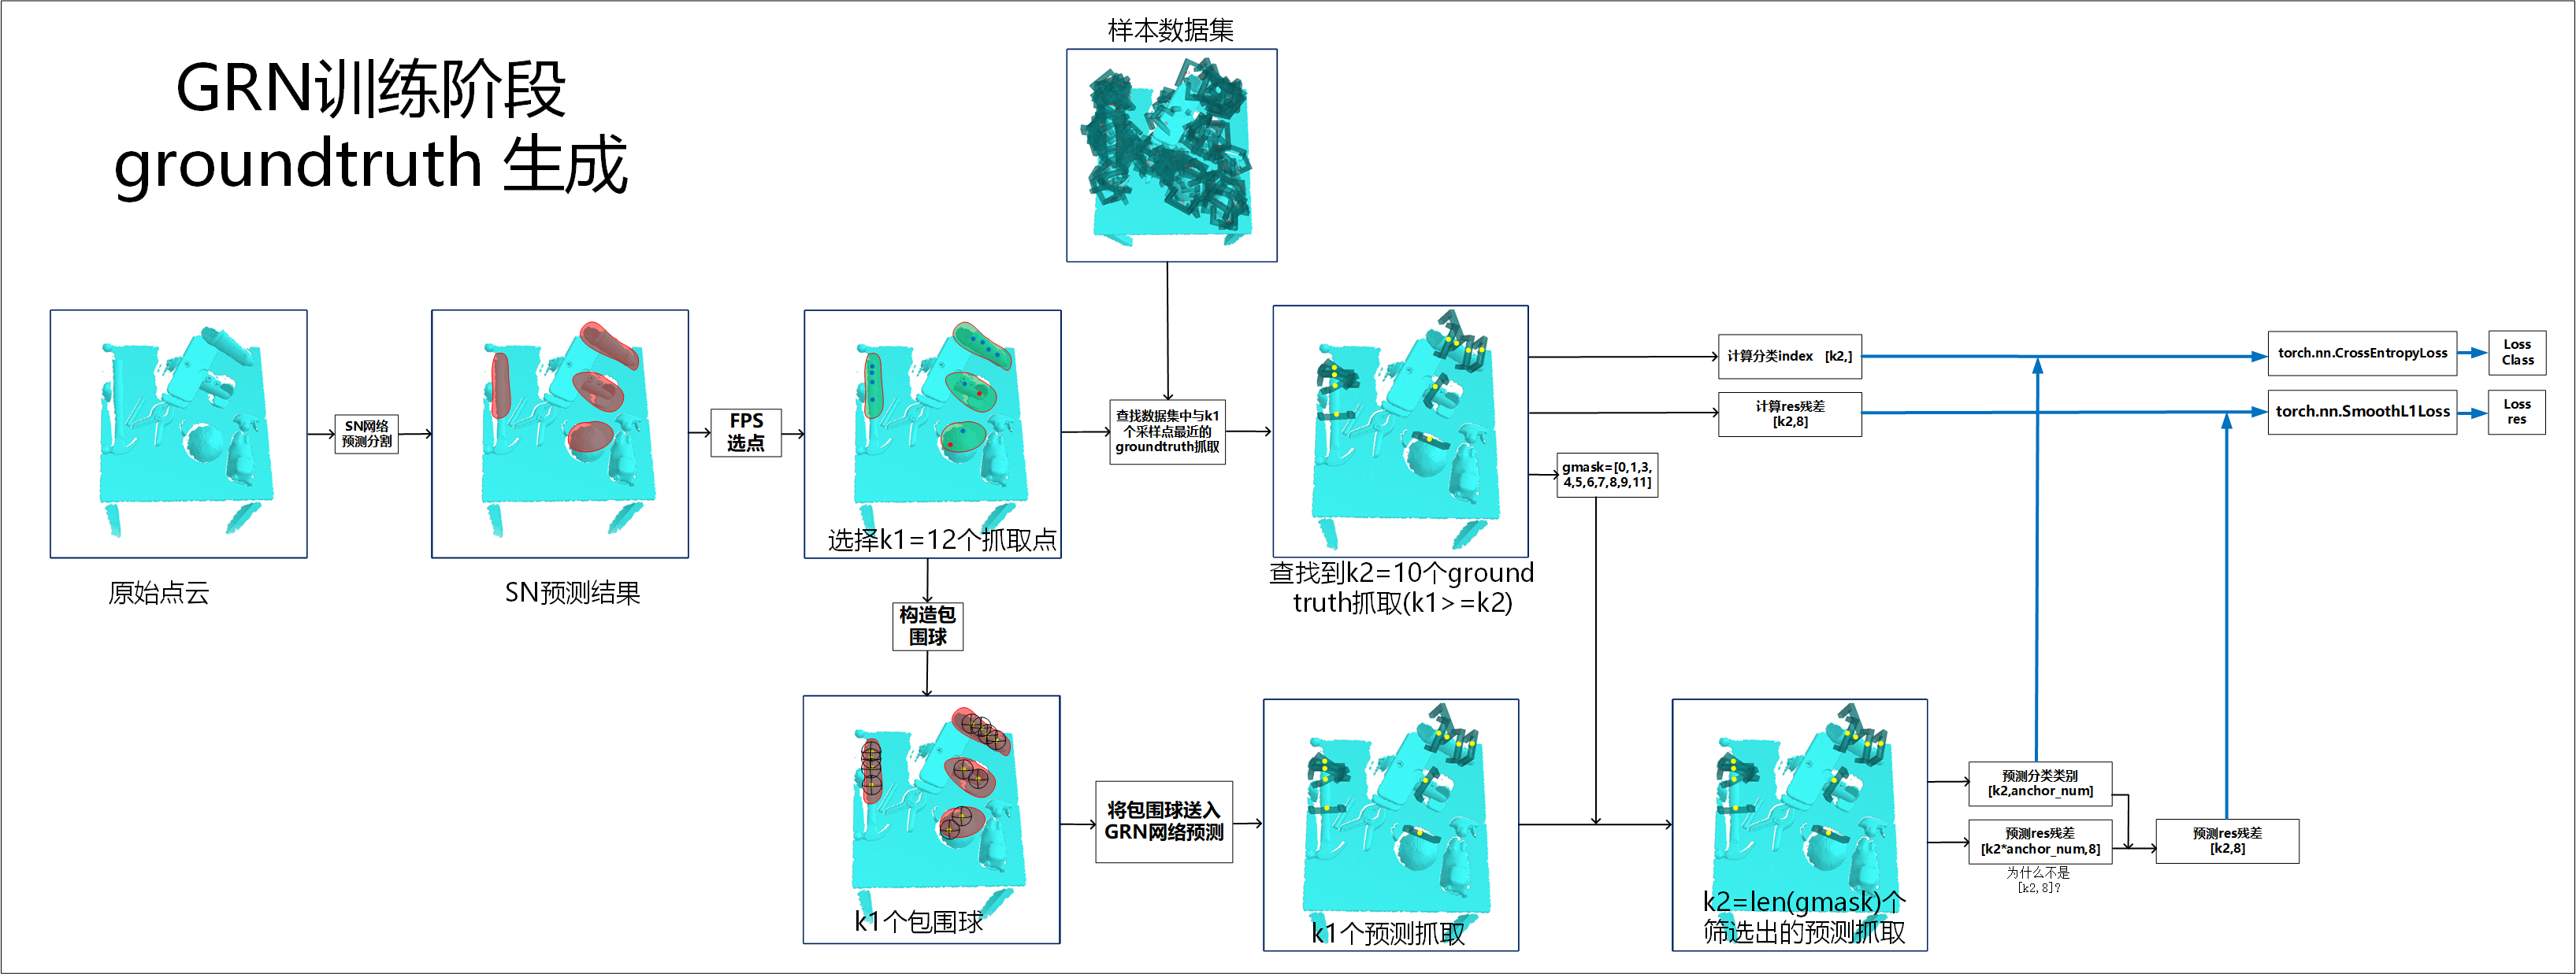 样本数据集
GRN训练阶段
groundtruth 生成
SN网络
预测分割
FPS
选点
查找数据集中与k1
个采样点最近的
groundtruth抓取
计算分类index [k2,]
计算res残差
[k2,8]
gmask=[0,1,3,
4,5,6,7,8,9,11]
torch.nn.CrossEntropyLoss
Loss
Class
torch.nn.SmoothL1Loss
Loss
res
选择k1=12个抓取点
原始点云
SN预测结果
查找到k2=10个ground
truth抓取(k1>=k2)
构造包
围球
k1个包围球
将包围球送入
GRN网络预测
k1个预测抓取
k2=len(gmask)个
筛选出的预测抓取
预测分类类别
[k2,anchor_num]
预测res残差
[k2*anchor_num,8]
为什么不是
[k2,8]?
预测res残差
[k2,8]